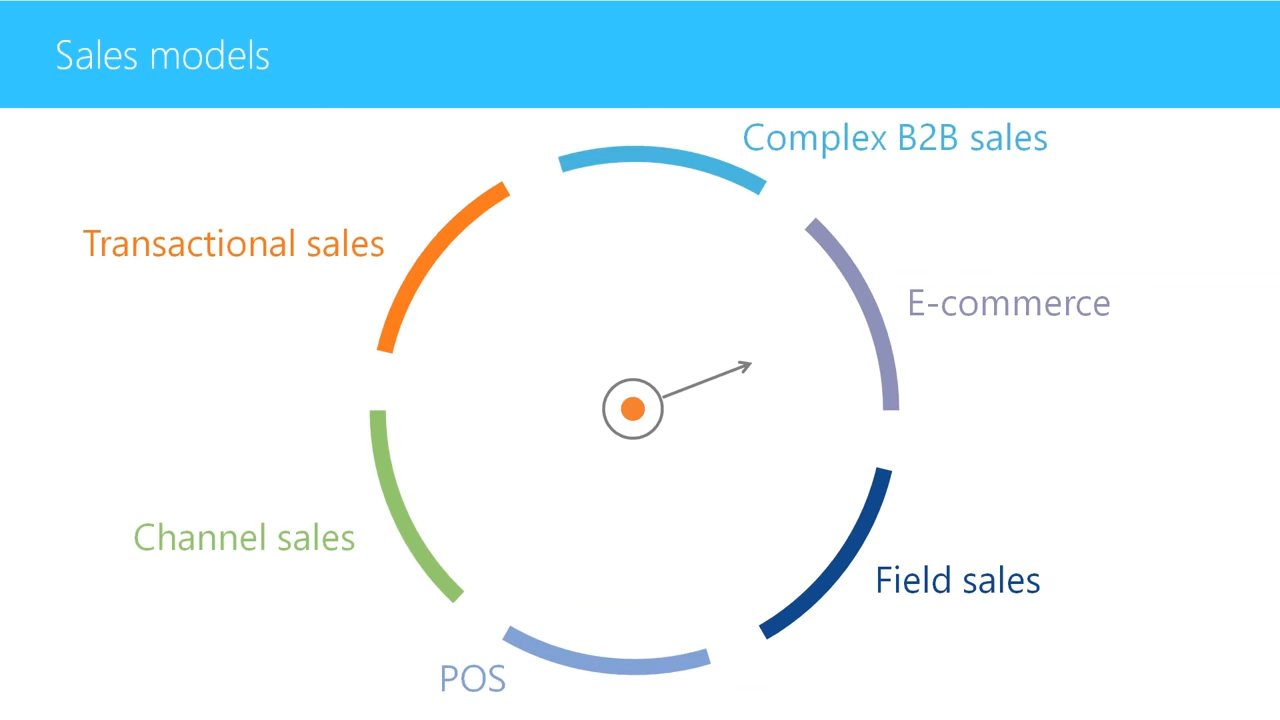 Sales models
Complex B2B sales
Transactional sales
E-commerce
Channel sales
Field sales
POS